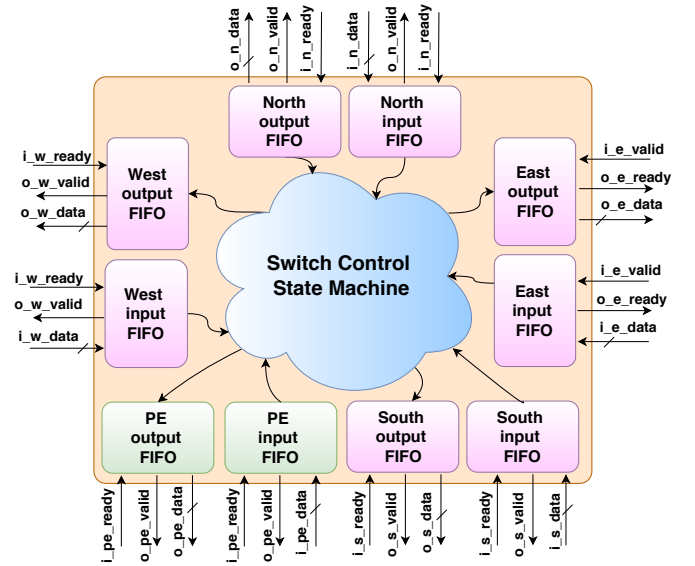 o_n_data
o_n_valid
i_n_ready
i_n_data
o_n_valid
i_n_ready
North
output
FIFO
North
input
FIFO
i_w_ready
o_w_valid
o_w_data
West
output
FIFO
East
output
FIFO
i_e_valid
o_e_ready
o_e_data
Switch Control
State Machine
i_w_ready
o_w_valid
i_w_data
West
input
FIFO
East
input
FIFO
i_e_valid
o_e_ready
i_e_data
PE
output
FIFO
PE
input
FIFO
South
output
FIFO
South
input
FIFO
i_pe_ready
o_pe_valid
o_pe_data
i_pe_ready
o_pe_valid
i_pe_data
i_s_ready
o_s_valid
o_s_data
i_s_ready
o_s_valid
i_s_data